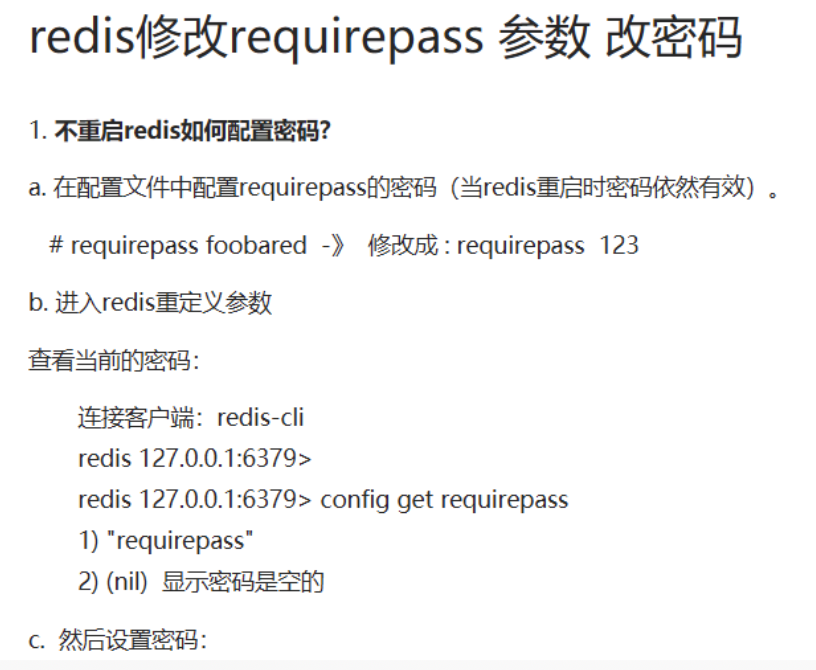 redis修改requirepass 参数 改密码
1. 不重启redis如何配置密码?
a. 在配置文件中配置requirepass的密码（当redis重启时密码依然有效）。
# requirepass foobared -》 修改成 : requirepass 123
b. 进入redis重定义参数
查看当前的密码：
连接客户端：redis-cli
redis 127.0.0.1:6379>
redis 127.0.0.1:6379> config get requirepass
1) "requirepass"
2) (nil) 显示密码是空的
c. 然后设置密码：